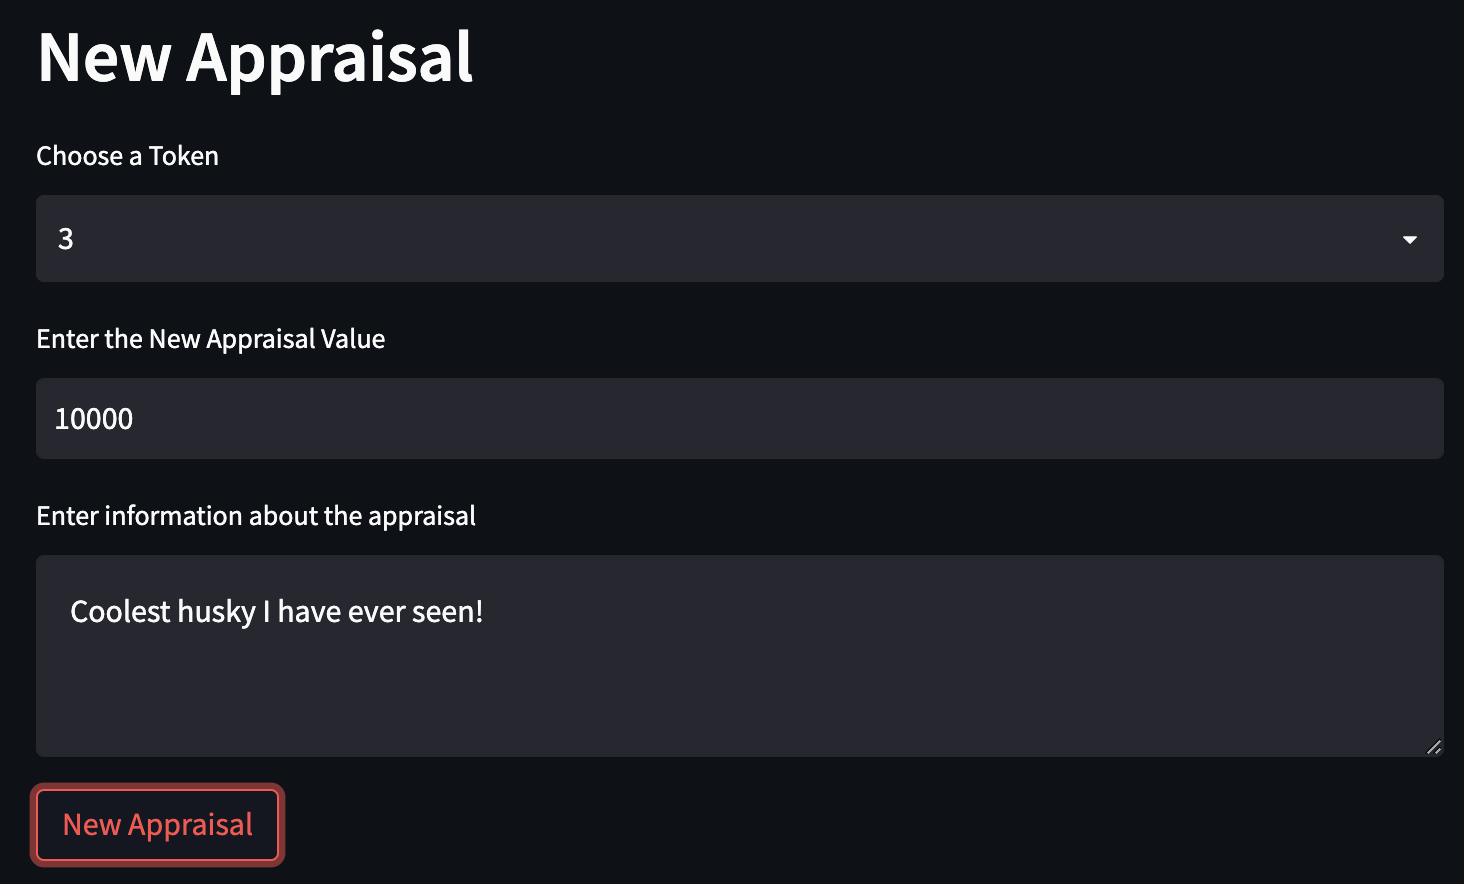 New Appraisal
Choose a Token
3
Enter the New Appraisal Value
10000
Enter information about the appraisal
Coolest husky I have ever seen!
New Appraisal